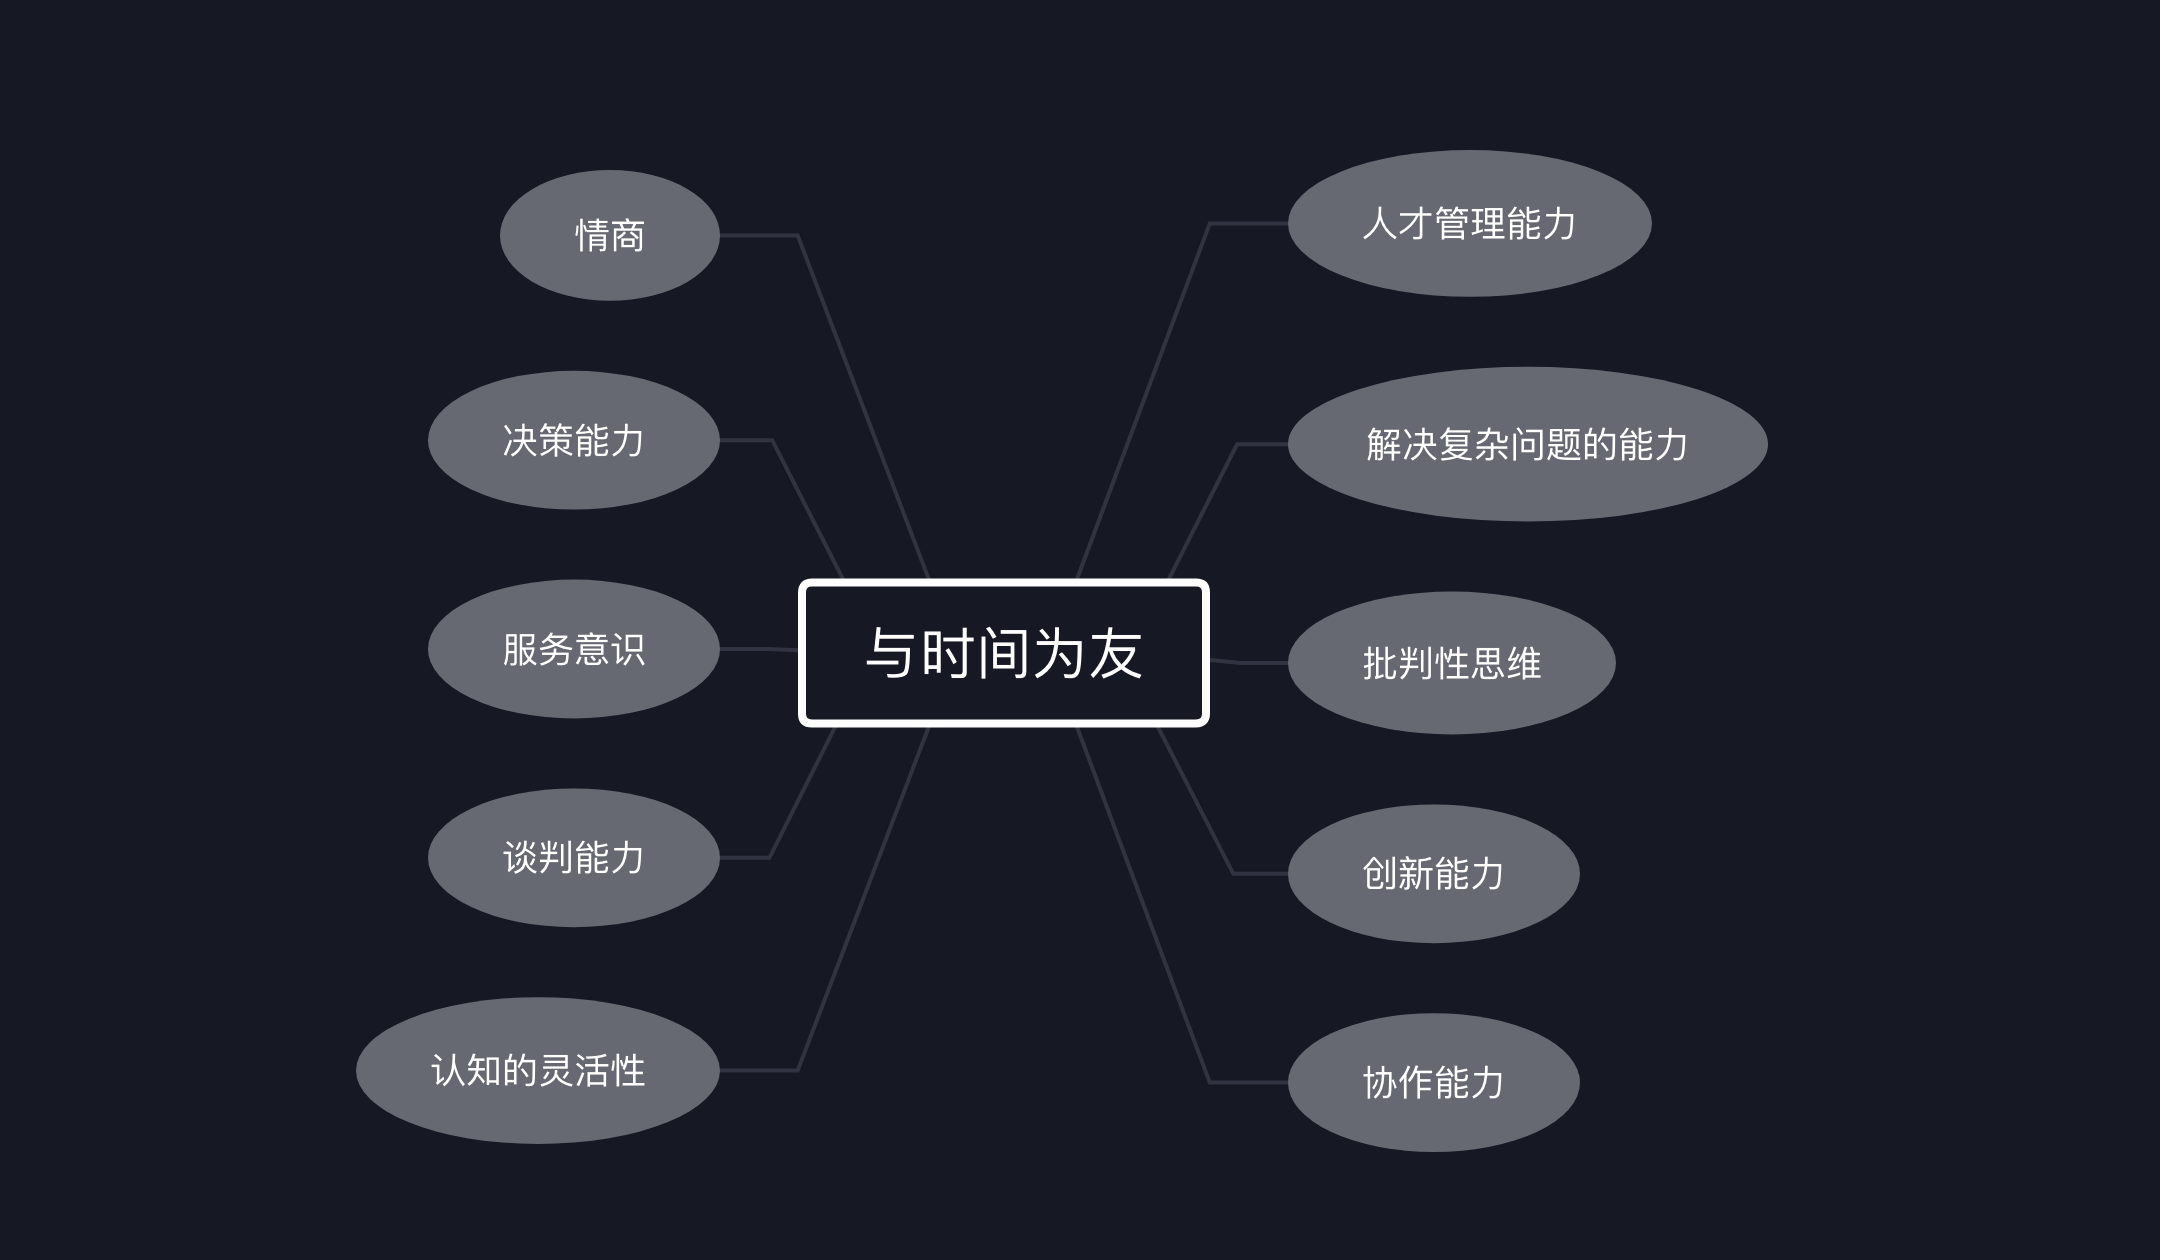 与时间为友
人才管理能力
解决复杂问题的能力
批判性思维
创新能力
协作能力
情商
决策能力
服务意识
谈判能力
认知的灵活性